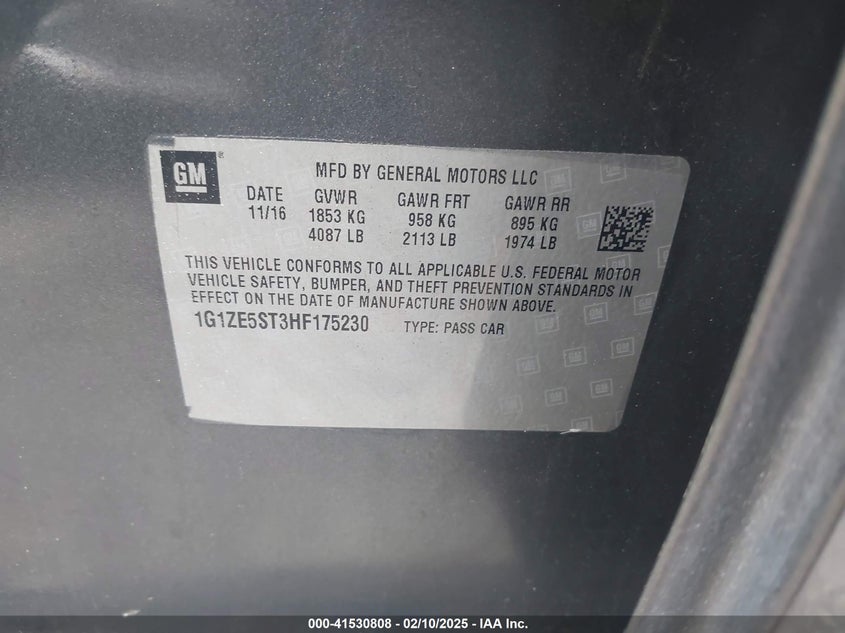 GM®
MFD BY GENERAL MOTORS LLC
DATE GVWR GAWR FRT GAWR RR
11/16 1853 KG 958 KG 895 KG
4087 LB 2113 LB 1974 LB
THIS VEHICLE CONFORMS TO ALL APPLICABLE U.S. FEDERAL MOTOR
VEHICLE SAFETY, BUMPER, AND THEFT PREVENTION STANDARDS IN
EFFECT ON THE DATE OF MANUFACTURE SHOWN ABOVE.
1G1ZE5ST3HF175230 TYPE: PASS CAR
000-41530808 - 02/10/2025 - IAA Inc.